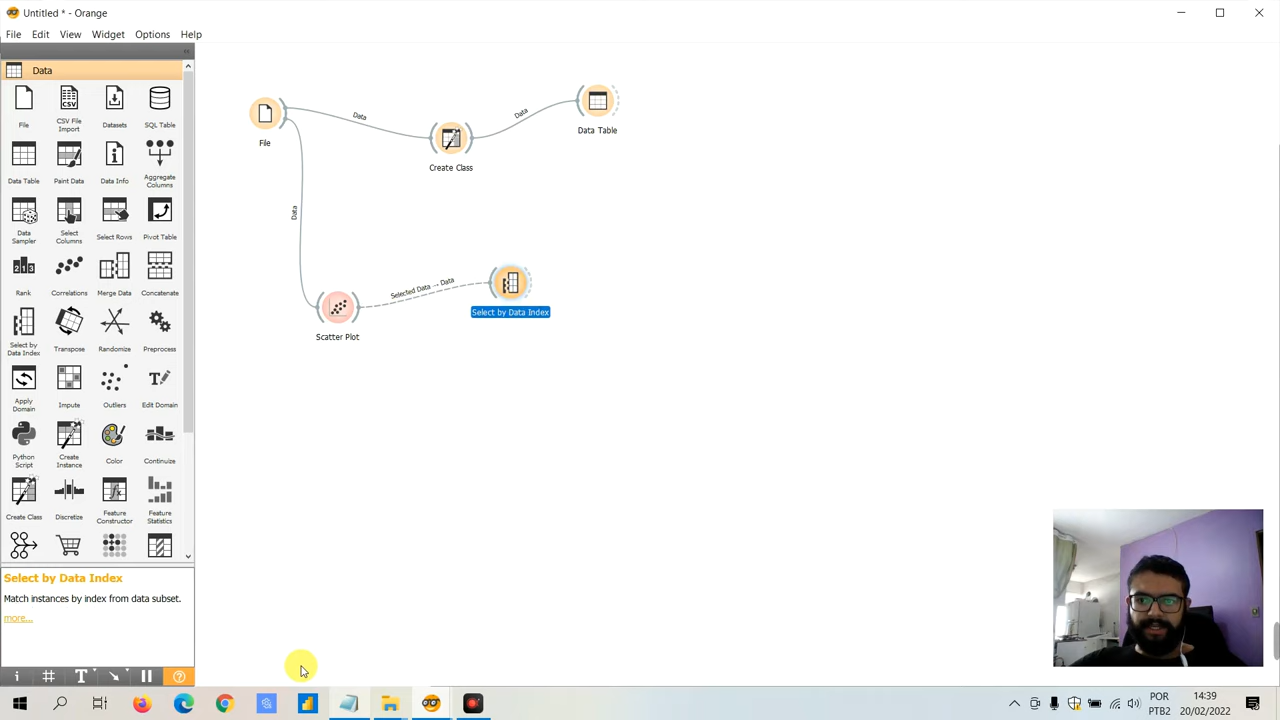 Untitled * - Orange
File Edit View Widget Options Help
Data
File
CSV File Import
Datasets
SQL Table
Data Table
Paint Data
Data Info
Aggregate Columns
Data Sampler
Select Columns
Select Rows
Pivot Table
Rank
Correlations
Merge Data
Concatenate
Select by Data Index
Transpose
Randomize
Preprocess
Apply Domain
Impute
Outliers
Edit Domain
Python Script
Create Instance
Color
Continuize
Create Class
Discretize
Feature Constructor
Feature Statistics
Select by Data Index
Match instances by index from data subset.
more...
File
Data
Create Class
Data
Data Table
Data
Scatter Plot
Selected Data → Data
Select by Data Index
POR
PTB2
14:39
20/02/2022